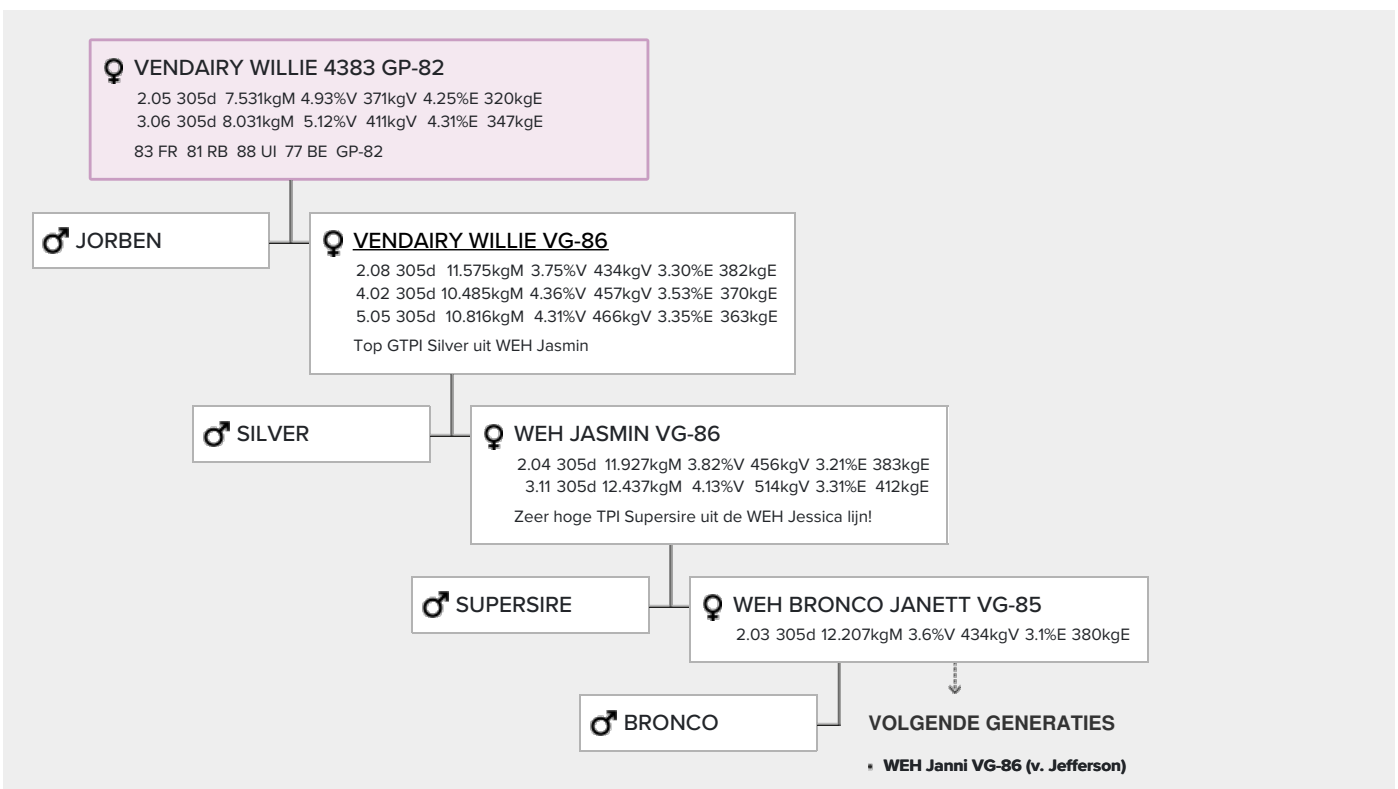 VENDAIRY WILLIE 4383 GP-82
2.05 305d 7.531kgM 4.93%V 371kgV 4.25%E 320kgE
3.06 305d 8.031kgM 5.12%V 411kgV 4.31%E 347kgE
83 FR 81 RB 88 UI 77 BE GP-82
JORBEN
VENDAIRY WILLIE VG-86
2.08 305d 11.575kgM 3.75%V 434kgV 3.30%E 382kgE
4.02 305d 10.485kgM 4.36%V 457kgV 3.53%E 370kgE
5.05 305d 10.816kgM 4.31%V 466kgV 3.35%E 363kgE
Top GTPI Silver uit WEH Jasmin
SILVER
WEH JASMIN VG-86
2.04 305d 11.927kgM 3.82%V 456kgV 3.21%E 383kgE
3.11 305d 12.437kgM 4.13%V 514kgV 3.31%E 412kgE
Zeer hoge TPI Supersire uit de WEH Jessica lijn!
SUPERSIRE
WEH BRONCO JANETT VG-85
2.03 305d 12.207kgM 3.6%V 434kgV 3.1%E 380kgE
BRONCO
VOLGENDE GENERATIES
▪ WEH Janni VG-86 (v. Jefferson)